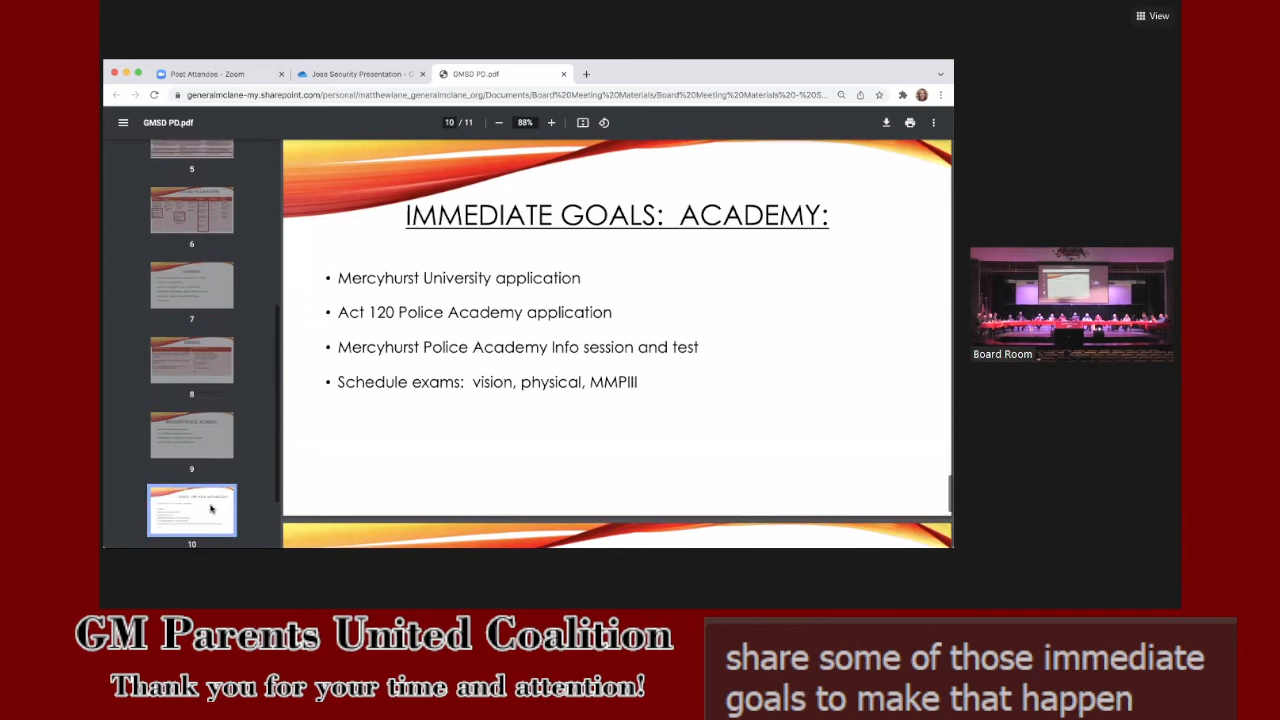 View
Post Attendee - Zoom
Jose Security Presentation - O
GMSD PD.pdf
generalmclane-my.sharepoint.com/personal/matthewlane_generalmclane_org/Documents/Board%20Meeting%20Materials/Board%20Meeting%20Materials%20-%20S...
GMSD PD.pdf
10 / 11
88%
5
6
7
8
9
10
IMMEDIATE GOALS: ACADEMY:
• Mercyhurst University application
• Act 120 Police Academy application
• Mercyhurst Police Academy Info session and test
• Schedule exams: vision, physical, MMPIII
Board Room
GM Parents United Coalition
Thank you for your time and attention!
share some of those immediate
goals to make that happen